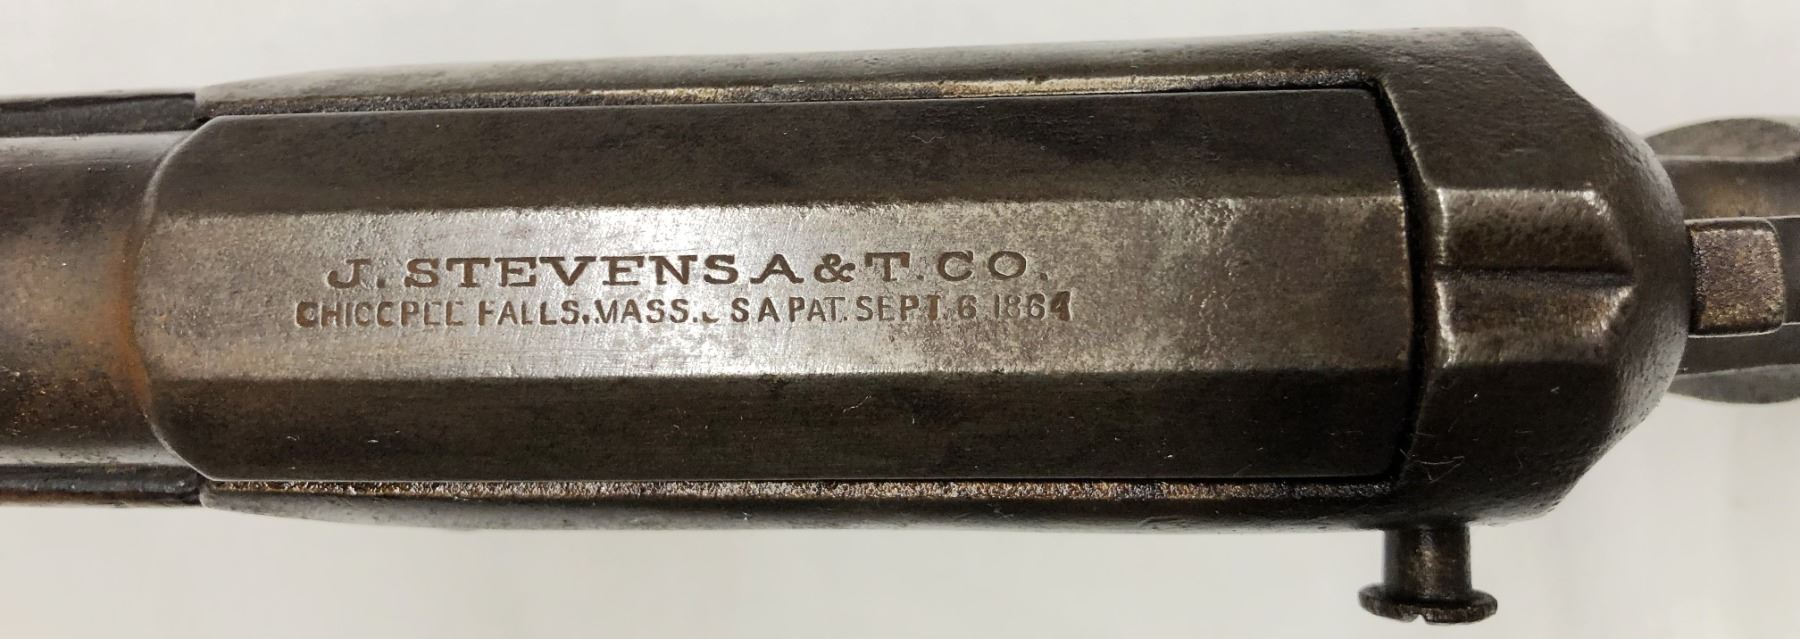 J. STEVENS A & T. CO.
CHICOPEE FALLS, MASS. U S A PAT. SEPT. 6 1864